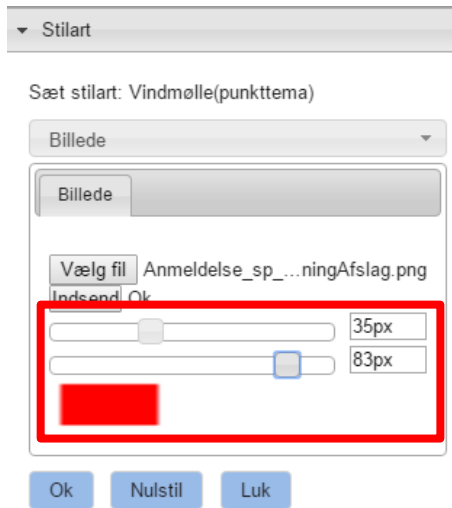 Stilart
Sæt stilart: Vindmølle(punkttema)
Billede
Billede
Vælg fil Anmeldelse_sp_...ningAfslag.png
Indsend Ok
35px
83px
Ok Nulstil Luk